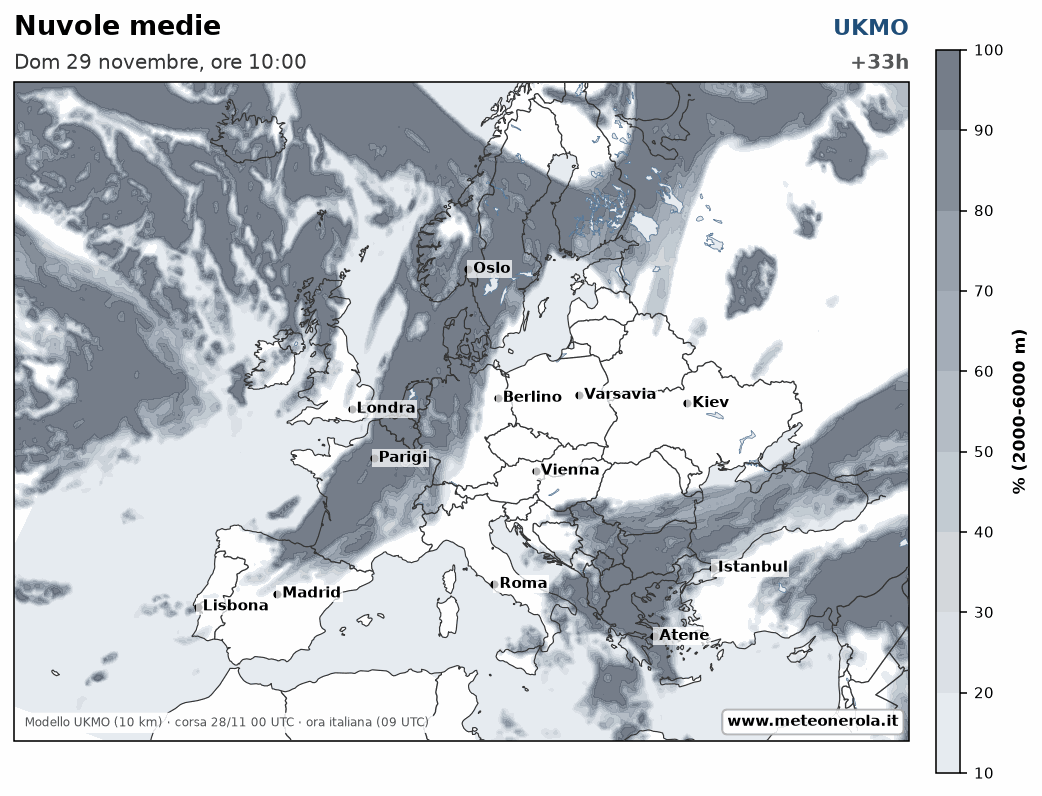 Nuvole medie
UKMO
Dom 29 novembre, ore 10:00
+33h
100
90
80
70
60
50
40
30
20
10
% (2000-6000 m)
Oslo
Londra
Berlino
Varsavia
Kiev
Parigi
Vienna
Istanbul
Roma
Madrid
Lisbona
Atene
Modello UKMO (10 km) · corsa 28/11 00 UTC · ora italiana (09 UTC)
www.meteonerola.it